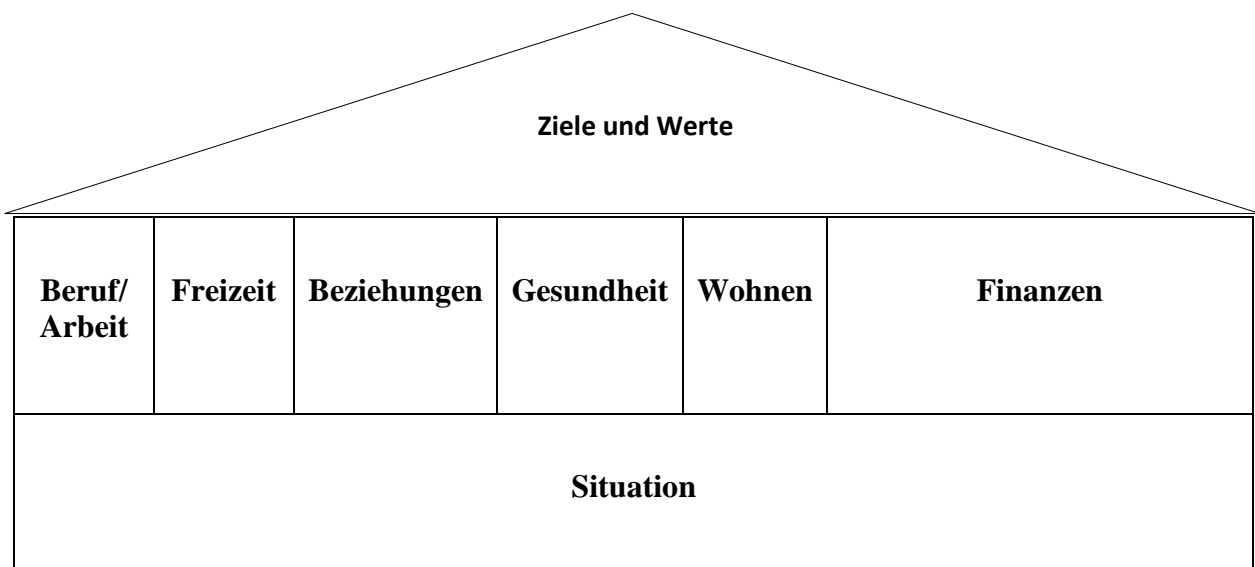 Ziele und Werte
Beruf/
Arbeit
Freizeit
Beziehungen
Gesundheit
Wohnen
Finanzen
Situation